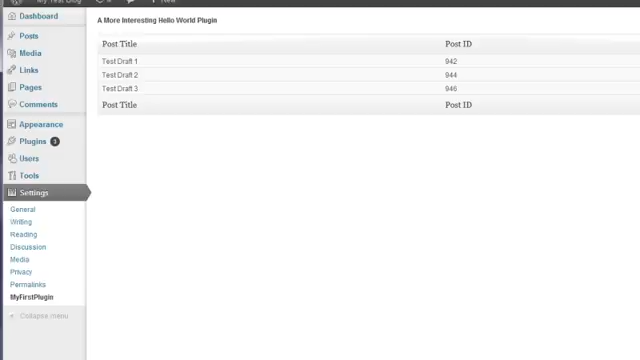 My Test Blog New
Dashboard
Posts
Media
Links
Pages
Comments
Appearance
Plugins 3
Users
Tools
Settings
General
Writing
Reading
Discussion
Media
Privacy
Permalinks
MyFirstPlugin
Collapse menu
A More Interesting Hello World Plugin
Post Title Post ID
Test Draft 1 942
Test Draft 2 944
Test Draft 3 946
Post Title Post ID